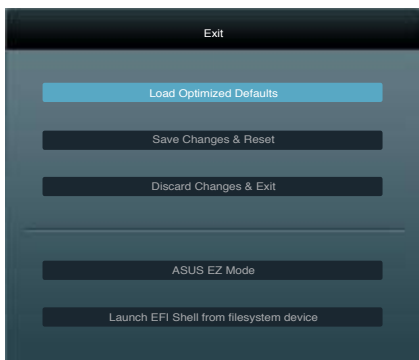 Exit
Load Optimized Defaults
Save Changes & Reset
Discard Changes & Exit
ASUS EZ Mode
Launch EFI Shell from filesystem device